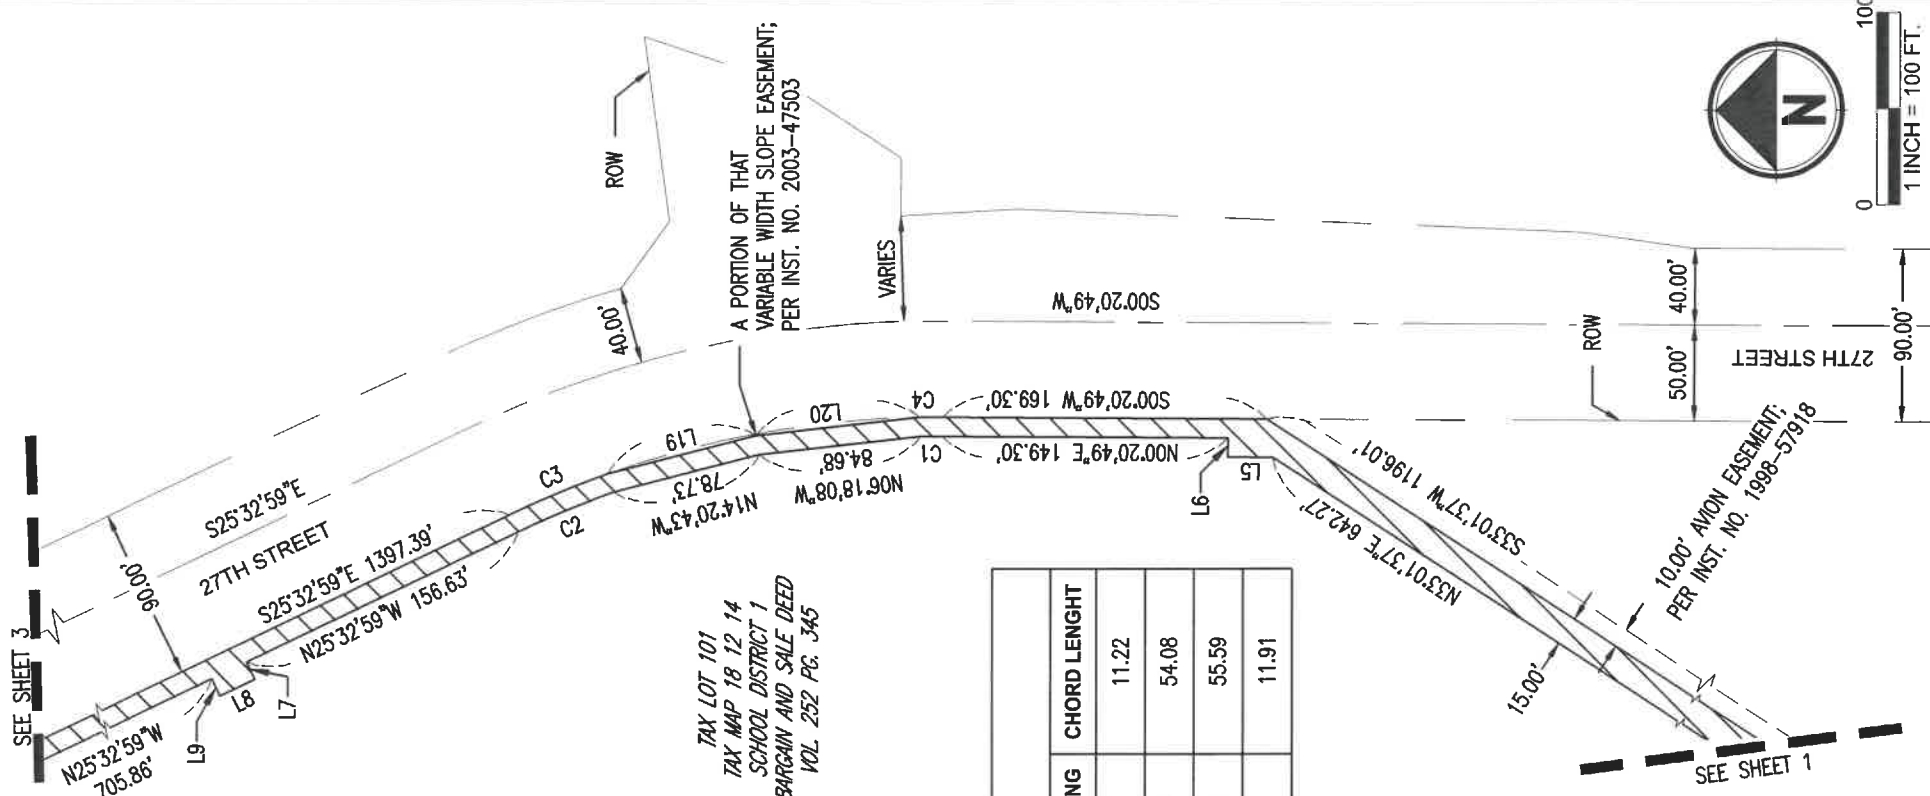 SEE SHEET 3
N25°32'59"W
705.86'
L9
L8
L7
90.00'
S25°32'59"E
27TH STREET
S25°32'59"E 1397.39'
N25°32'59"W 156.63'
C3
C2
L19
78.73'
N14°20'43"W
40.00'
ROW
A PORTION OF THAT
VARIABLE WIDTH SLOPE EASEMENT;
PER INST. NO. 2003-47503
L20
84.68'
N06°18'08"W
VARIES
C4
C1
S00°20'49"W
S00°20'49"W 169.30'
N00°20'49"E 149.30'
L6
L5
ROW
50.00'
40.00'
27TH STREET
90.00'
S33°01'37"W 1196.01'
N33°01'37"E 642.27'
10.00' AVION EASEMENT;
PER INST. NO. 1998-57918
15.00'
SEE SHEET 1
TAX LOT 101
TAX MAP 18 12 14
SCHOOL DISTRICT 1
BARGAIN AND SALE DEED
VOL. 252 PG. 345
NG
CHORD LENGHT
11.22
54.08
55.59
11.91
N
0
100
1 INCH = 100 FT.